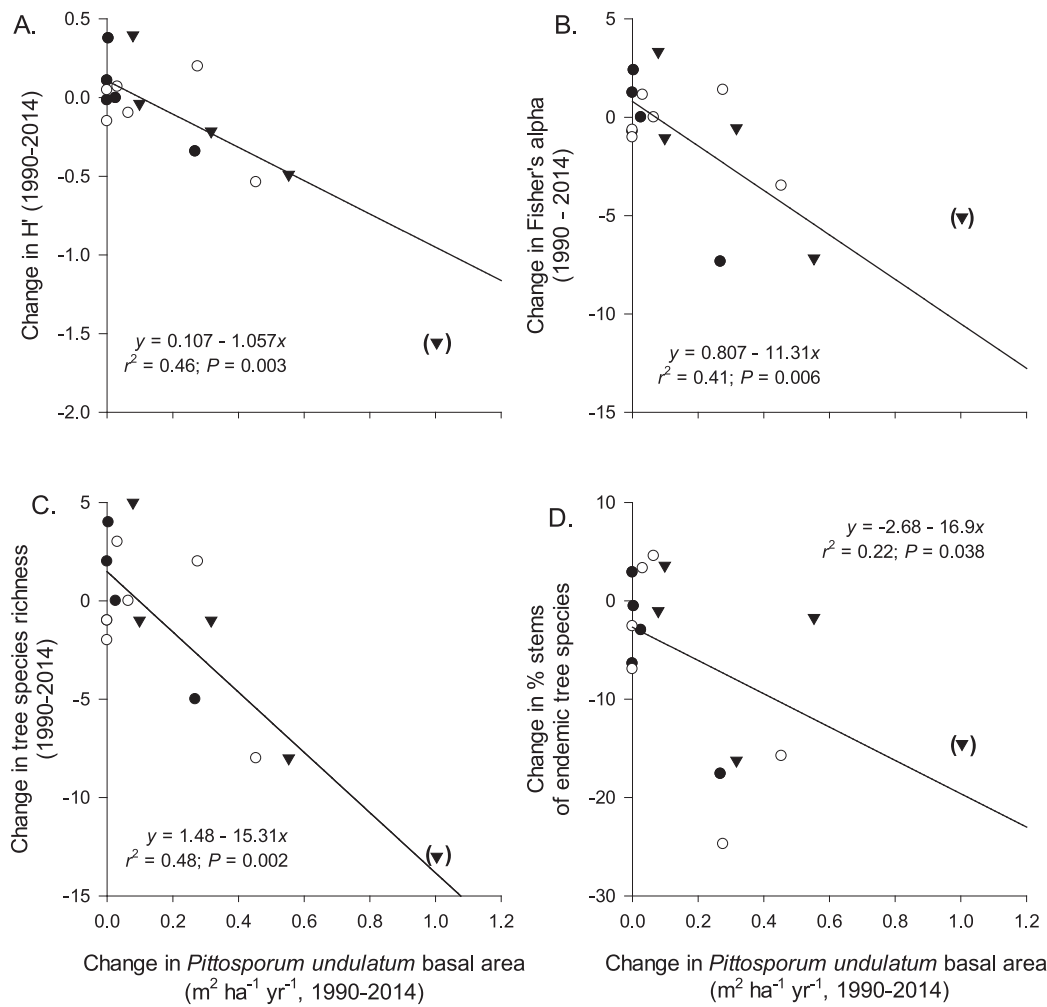 A.
0.5
0.0
-0.5
-1.0
-1.5
-2.0
Change in H' (1990-2014)
y = 0.107 - 1.057x
r² = 0.46; P = 0.003
( )
B.
5
0
-5
-10
-15
Change in Fisher's alpha
(1990 - 2014)
y = 0.807 - 11.31x
r² = 0.41; P = 0.006
( )
C.
5
0
-5
-10
-15
Change in tree species richness
(1990-2014)
y = 1.48 - 15.31x
r² = 0.48; P = 0.002
( )
0.0 0.2 0.4 0.6 0.8 1.0 1.2
Change in Pittosporum undulatum basal area
(m² ha⁻¹ yr⁻¹, 1990-2014)
D.
10
0
-10
-20
-30
Change in % stems
of endemic tree species
y = -2.68 - 16.9x
r² = 0.22; P = 0.038
( )
0.0 0.2 0.4 0.6 0.8 1.0 1.2
Change in Pittosporum undulatum basal area
(m² ha⁻¹ yr⁻¹, 1990-2014)